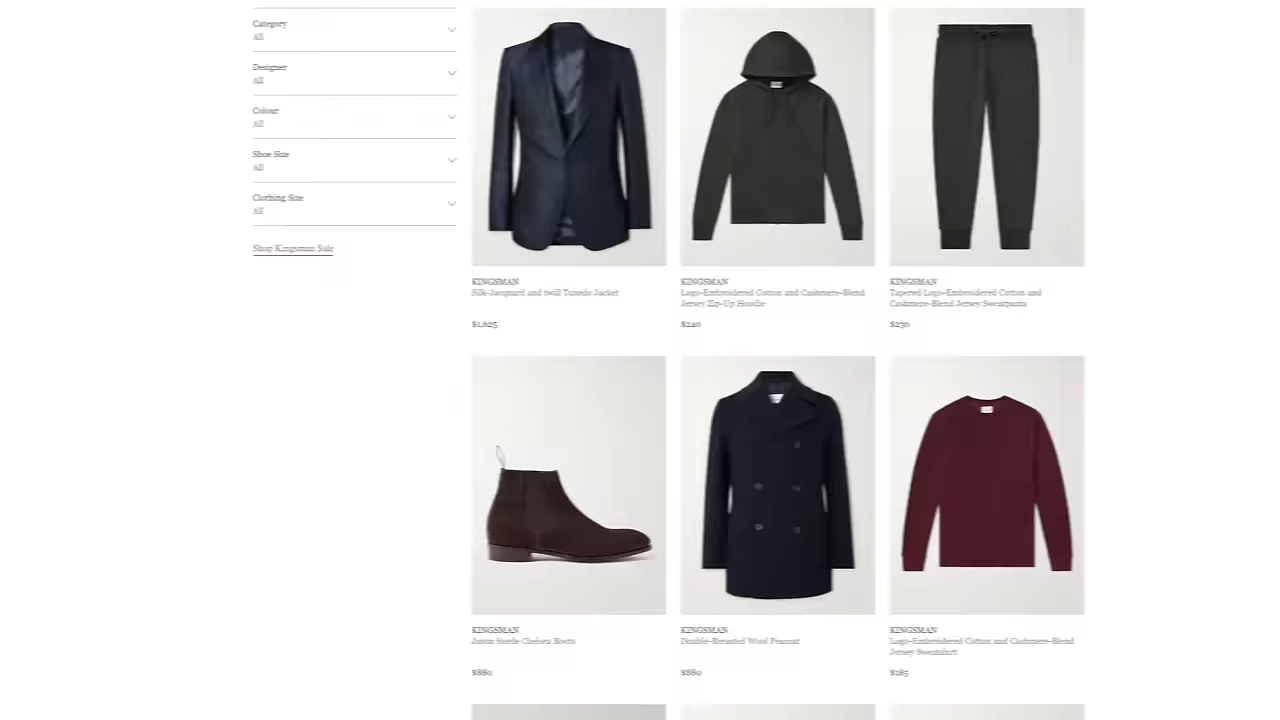 Category
All
Designer
All
Colour
All
Shoe Size
All
Clothing Size
All
Shop Kingsman Sale
KINGSMAN
Silk-Jacquard and twill Tuxedo Jacket
$1,625
KINGSMAN
Logo-Embroidered Cotton and Cashmere-Blend
Jersey Zip-Up Hoodie
$240
KINGSMAN
Tapered Logo-Embroidered Cotton and
Cashmere-Blend Jersey Sweatpants
$230
KINGSMAN
Jason Suede Chelsea Boots
$880
KINGSMAN
Double-Breasted Wool Peacoat
$880
KINGSMAN
Logo-Embroidered Cotton and Cashmere-Blend
Jersey Sweatshirt
$185